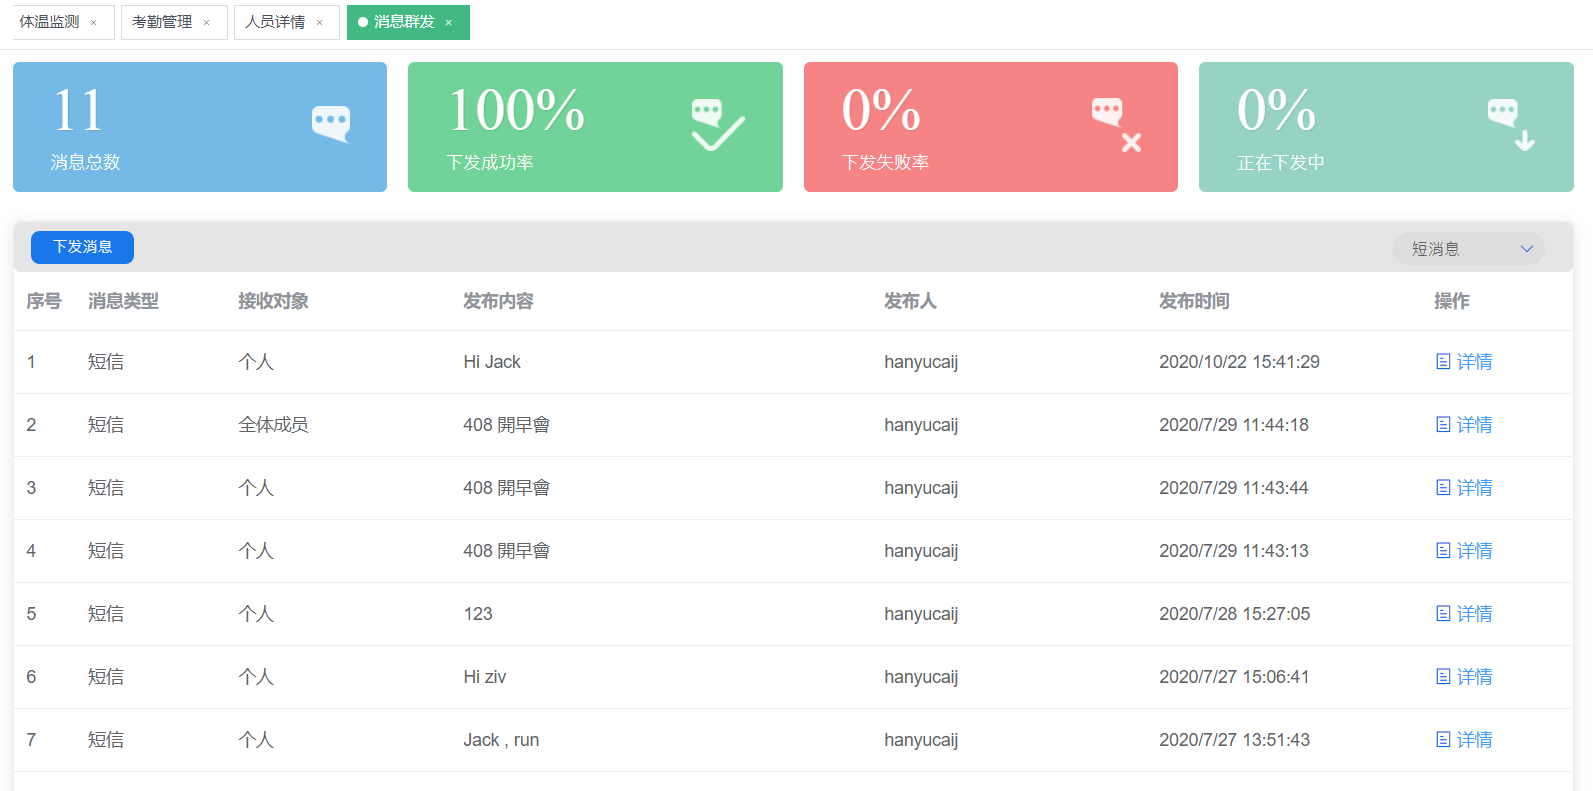 体温监测 × 考勤管理 × 人员详情 × 消息群发 ×
11 100% 0% 0%
消息总数 下发成功率 下发失败率 正在下发中
下发消息 短消息
序号 消息类型 接收对象 发布内容 发布人 发布时间 操作
1 短信 个人 Hi Jack hanyucaij 2020/10/22 15:41:29 详情
2 短信 全体成员 408 開早會 hanyucaij 2020/7/29 11:44:18 详情
3 短信 个人 408 開早會 hanyucaij 2020/7/29 11:43:44 详情
4 短信 个人 408 開早會 hanyucaij 2020/7/29 11:43:13 详情
5 短信 个人 123 hanyucaij 2020/7/28 15:27:05 详情
6 短信 个人 Hi ziv hanyucaij 2020/7/27 15:06:41 详情
7 短信 个人 Jack , run hanyucaij 2020/7/27 13:51:43 详情